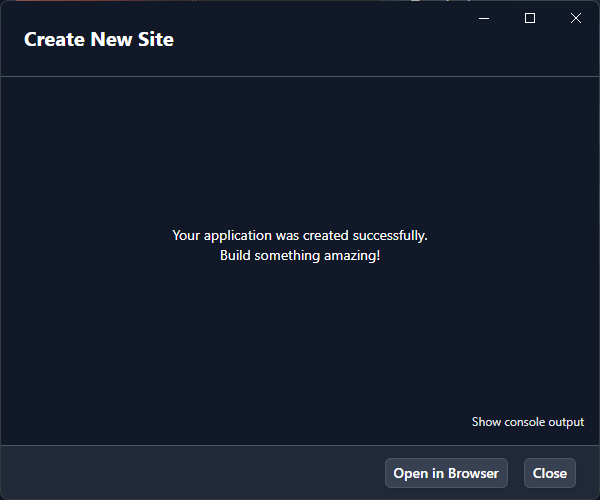 Create New Site
Your application was created successfully.
Build something amazing!
Show console output
Open in Browser
Close